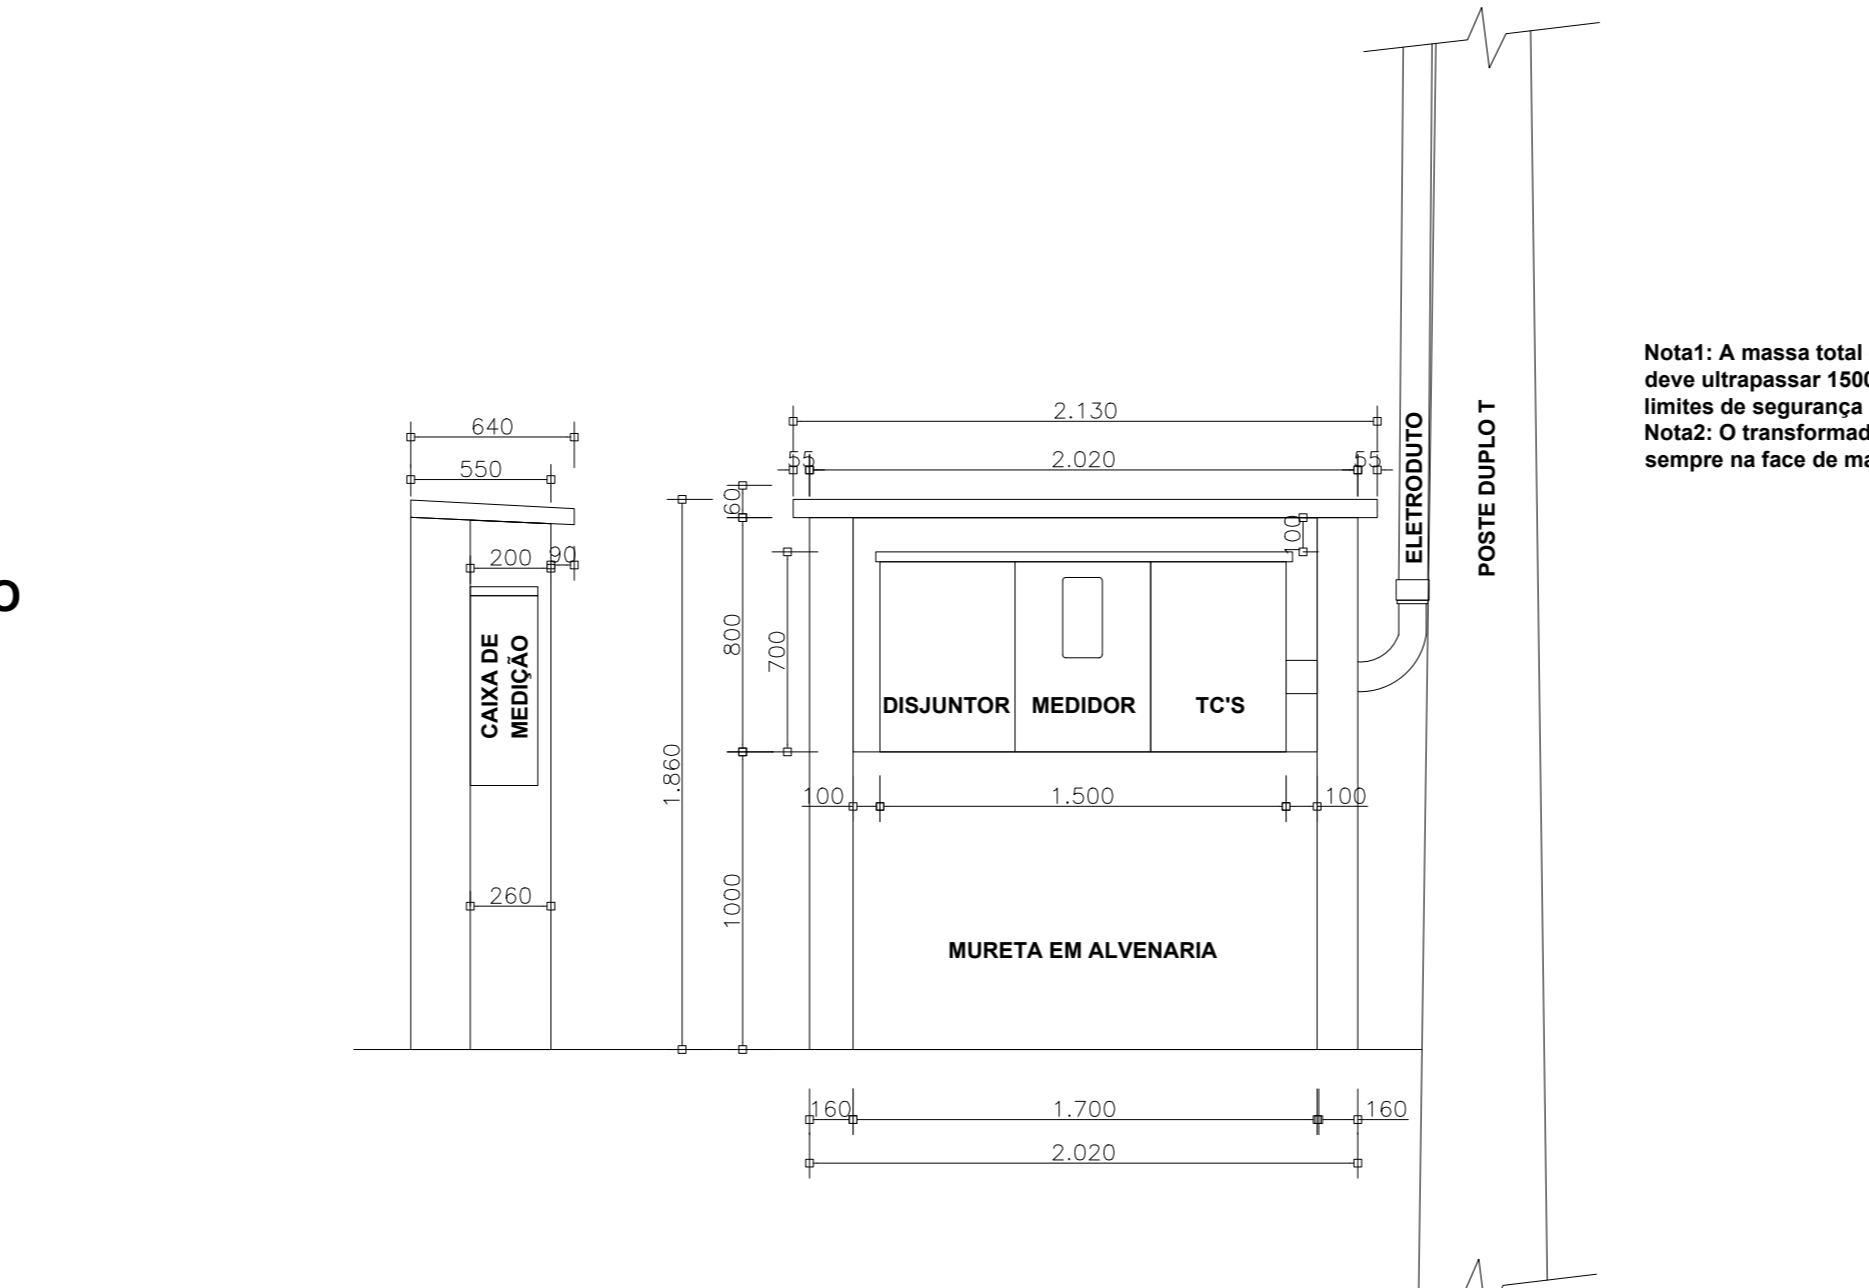 O
Nota1: A massa total
deve ultrapassar 1500
limites de segurança
Nota2: O transformad
sempre na face de ma
ELETRODUTO
POSTE DUPLO T
640
550
200
90
CAIXA DE
MEDIÇÃO
260
2.130
55
2.020
55
60
100
800
700
1.860
1000
DISJUNTOR
MEDIDOR
TC'S
100
1.500
100
MURETA EM ALVENARIA
160
1.700
160
2.020